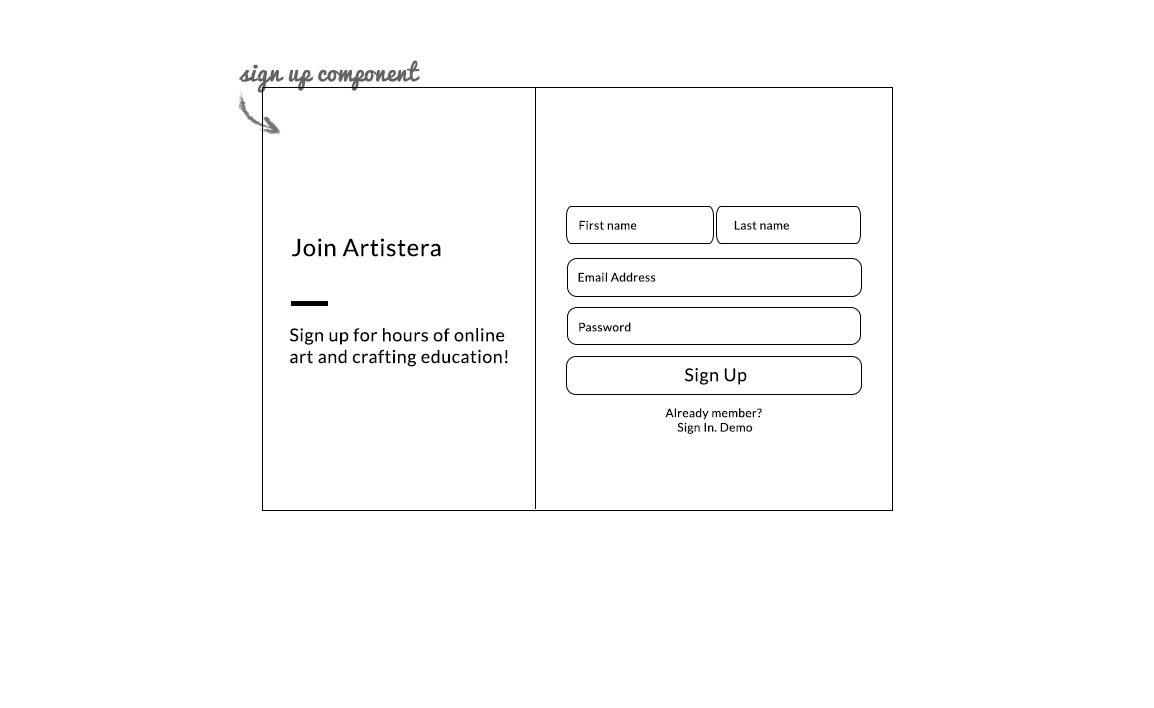 sign up component
Join Artistera
Sign up for hours of online
art and crafting education!
First name
Last name
Email Address
Password
Sign Up
Already member?
Sign In. Demo